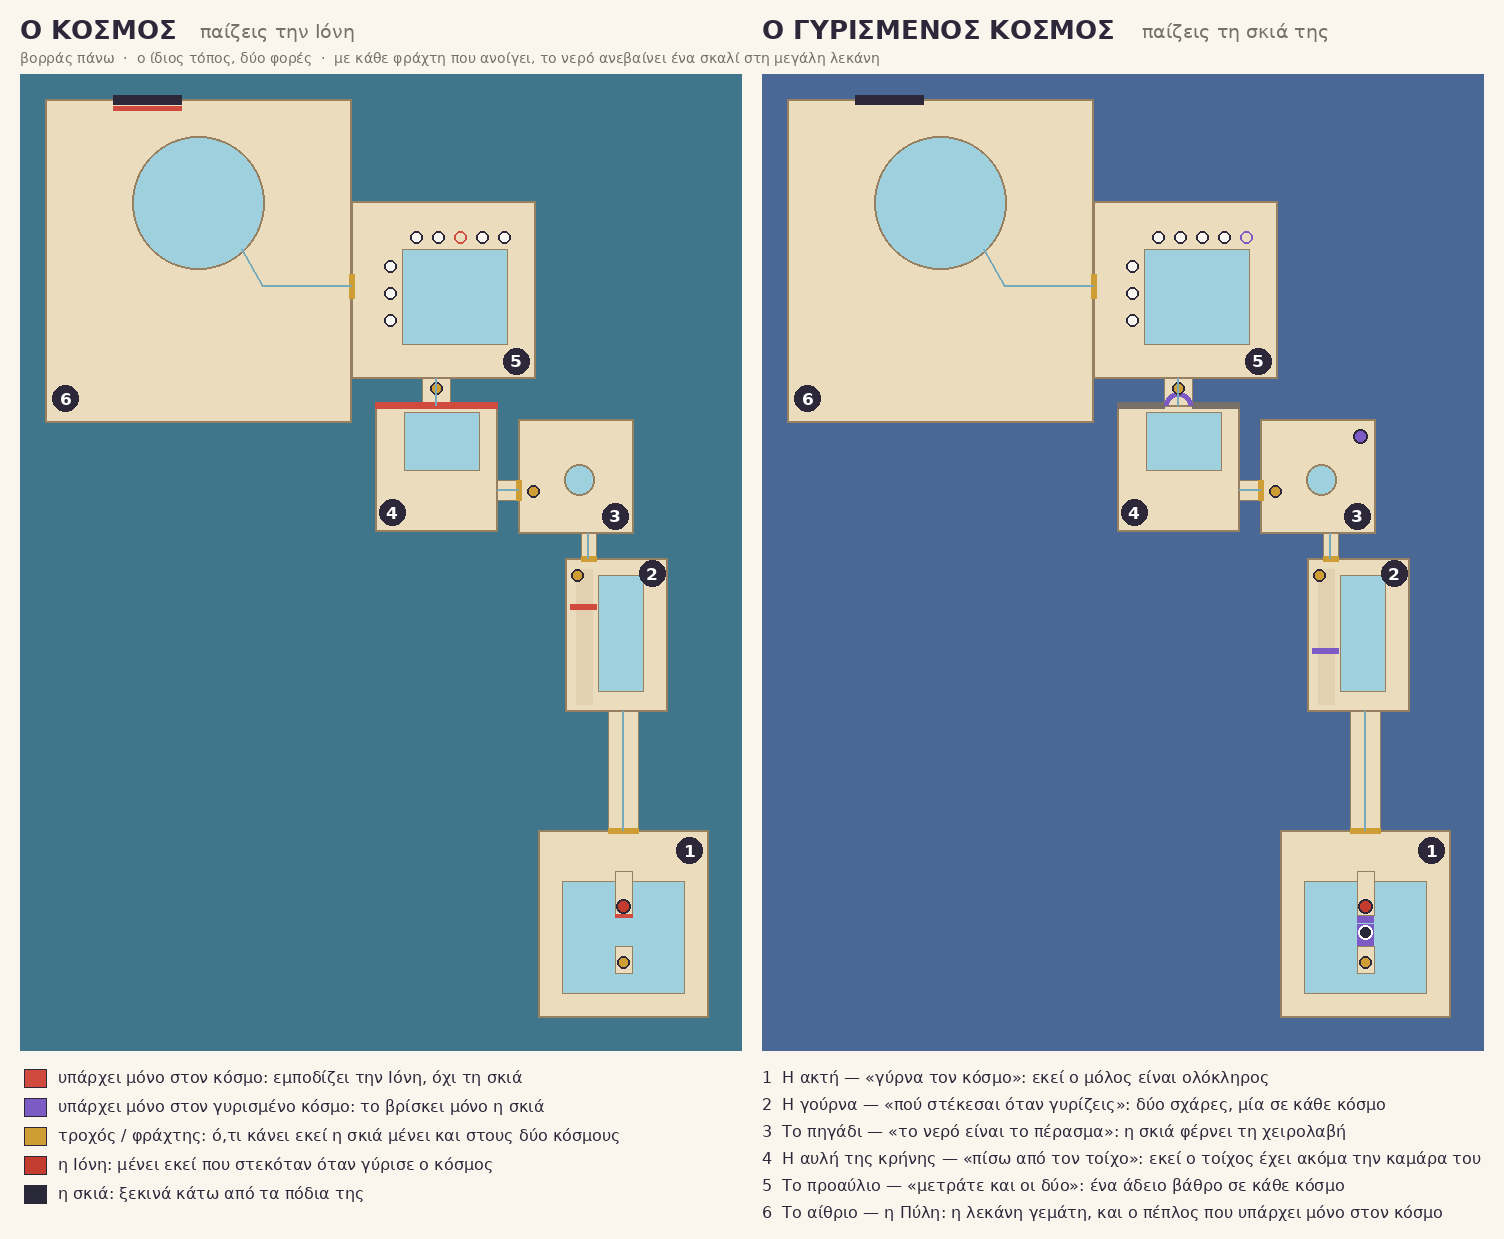 Ο ΚΟΣΜΟΣ παίζεις την Ιόνη
Ο ΓΥΡΙΣΜΕΝΟΣ ΚΟΣΜΟΣ παίζεις τη σκιά της
βορράς πάνω · ο ίδιος τόπος, δύο φορές · με κάθε φράχτη που ανοίγει, το νερό ανεβαίνει ένα σκαλί στη μεγάλη λεκάνη
6
5
4
3
2
1
6
5
4
3
2
1
υπάρχει μόνο στον κόσμο: εμποδίζει την Ιόνη, όχι τη σκιά
υπάρχει μόνο στον γυρισμένο κόσμο: το βρίσκει μόνο η σκιά
τροχός / φράχτης: ό,τι κάνει εκεί η σκιά μένει και στους δύο κόσμους
η Ιόνη: μένει εκεί που στεκόταν όταν γύρισε ο κόσμος
η σκιά: ξεκινά κάτω από τα πόδια της
1 Η ακτή — «γύρνα τον κόσμο»: εκεί ο μόλος είναι ολόκληρος
2 Η γούρνα — «πού στέκεσαι όταν γυρίζεις»: δύο σχάρες, μία σε κάθε κόσμο
3 Το πηγάδι — «το νερό είναι το πέρασμα»: η σκιά φέρνει τη χειρολαβή
4 Η αυλή της κρήνης — «πίσω από τον τοίχο»: εκεί ο τοίχος έχει ακόμα την καμάρα του
5 Το προαύλιο — «μετράτε και οι δύο»: ένα άδειο βάθρο σε κάθε κόσμο
6 Το αίθριο — η Πύλη: η λεκάνη γεμάτη, και ο πέπλος που υπάρχει μόνο στον κόσμο